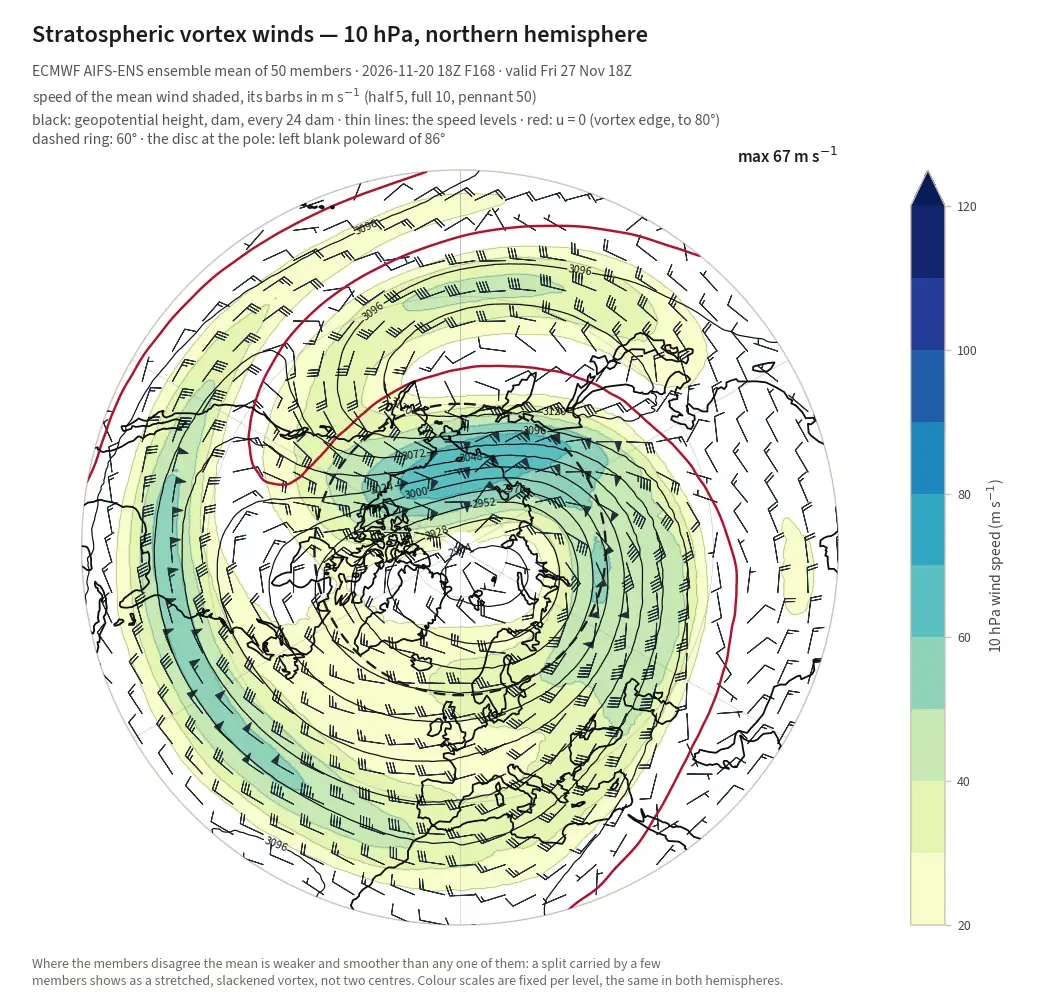 Stratospheric vortex winds — 10 hPa, northern hemisphere
ECMWF AIFS-ENS ensemble mean of 50 members · 2026-11-20 18Z F168 · valid Fri 27 Nov 18Z
speed of the mean wind shaded, its barbs in m s⁻¹ (half 5, full 10, pennant 50)
black: geopotential height, dam, every 24 dam · thin lines: the speed levels · red: u = 0 (vortex edge, to 80°)
dashed ring: 60° · the disc at the pole: left blank poleward of 86°
max 67 m s⁻¹
120
100
80
60
40
20
10 hPa wind speed (m s⁻¹)
3096
3096
3096
3120
3096
3072
3048
3024
3000
2952
2928
3096
Where the members disagree the mean is weaker and smoother than any one of them: a split carried by a few
members shows as a stretched, slackened vortex, not two centres. Colour scales are fixed per level, the same in both hemispheres.